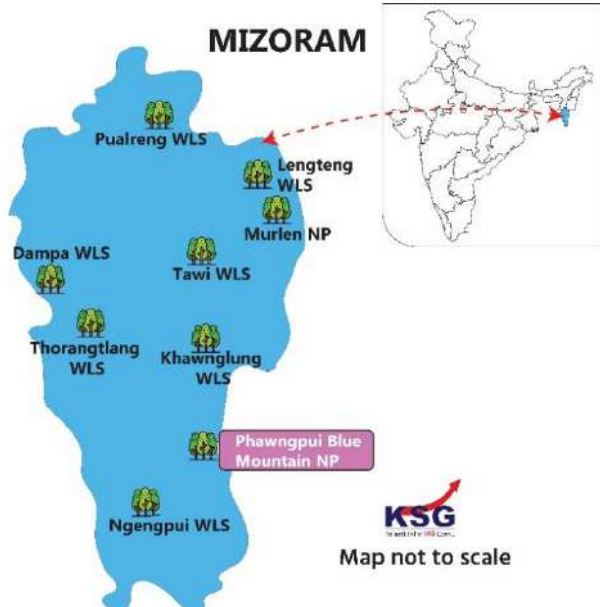 MIZORAM
Pualreng WLS
Lengteng
WLS
Murlen NP
Dampa WLS
Tawi WLS
Thorangtlang
WLS
Khawnglung
WLS
Phawngpui Blue
Mountain NP
Ngengpui WLS
KSG
Map not to scale